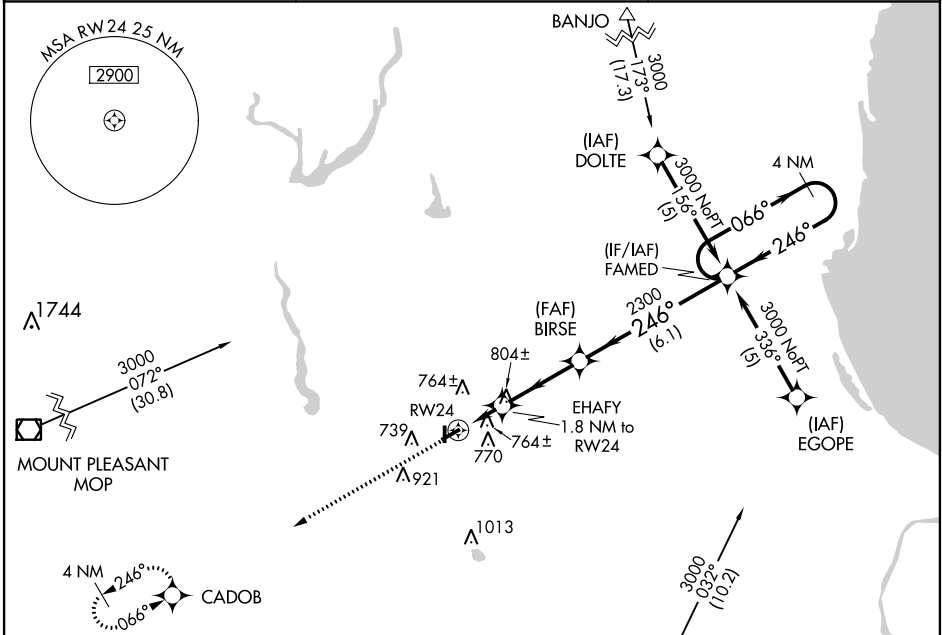 MSA RW24 25 NM
2900
BANJO
3000
173°
(17.3)
(IAF)
DOLTE
3000 NoPT
156°
(5)
4 NM
066°
246°
(IF/IAF)
FAMED
2300
246°
(6.1)
(FAF)
BIRSE
3000 NoPT
336°
(5)
(IAF)
EGOPE
1744
3000
072°
(30.8)
MOUNT PLEASANT
MOP
804±
764±
RW24
EHAFY
1.8 NM to
RW24
739
764±
770
921
1013
4 NM
246°
066°
CADOB
3000
032°
(10.2)